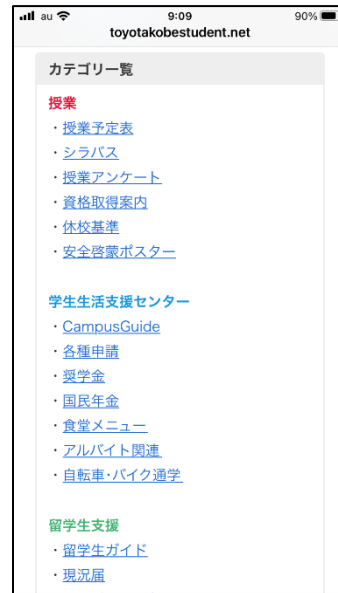 au 9:09 90%
toyotakobestudent.net
カテゴリ一覧
授業
・授業予定表
・シラバス
・授業アンケート
・資格取得案内
・休校基準
・安全啓蒙ポスター
学生生活支援センター
・CampusGuide
・各種申請
・奨学金
・国民年金
・食堂メニュー
・アルバイト関連
・自転車・バイク通学
留学生支援
・留学生ガイド
・現況届